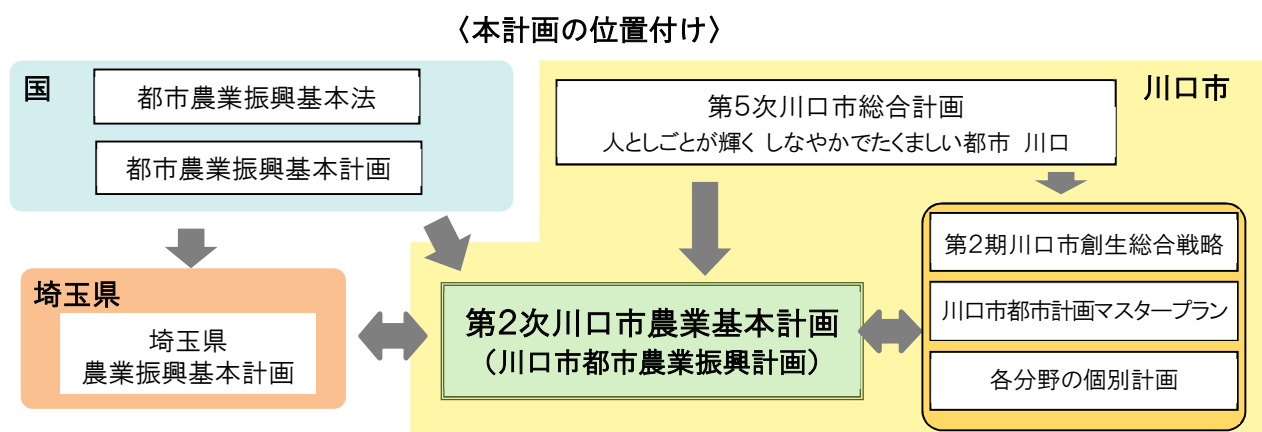 〈本計画の位置付け〉
国
都市農業振興基本法
都市農業振興基本計画
川口市
第5次川口市総合計画
人としごとが輝く しなやかでたくましい都市 川口
埼玉県
埼玉県
農業振興基本計画
第2次川口市農業基本計画
（川口市都市農業振興計画）
第2期川口市創生総合戦略
川口市都市計画マスタープラン
各分野の個別計画